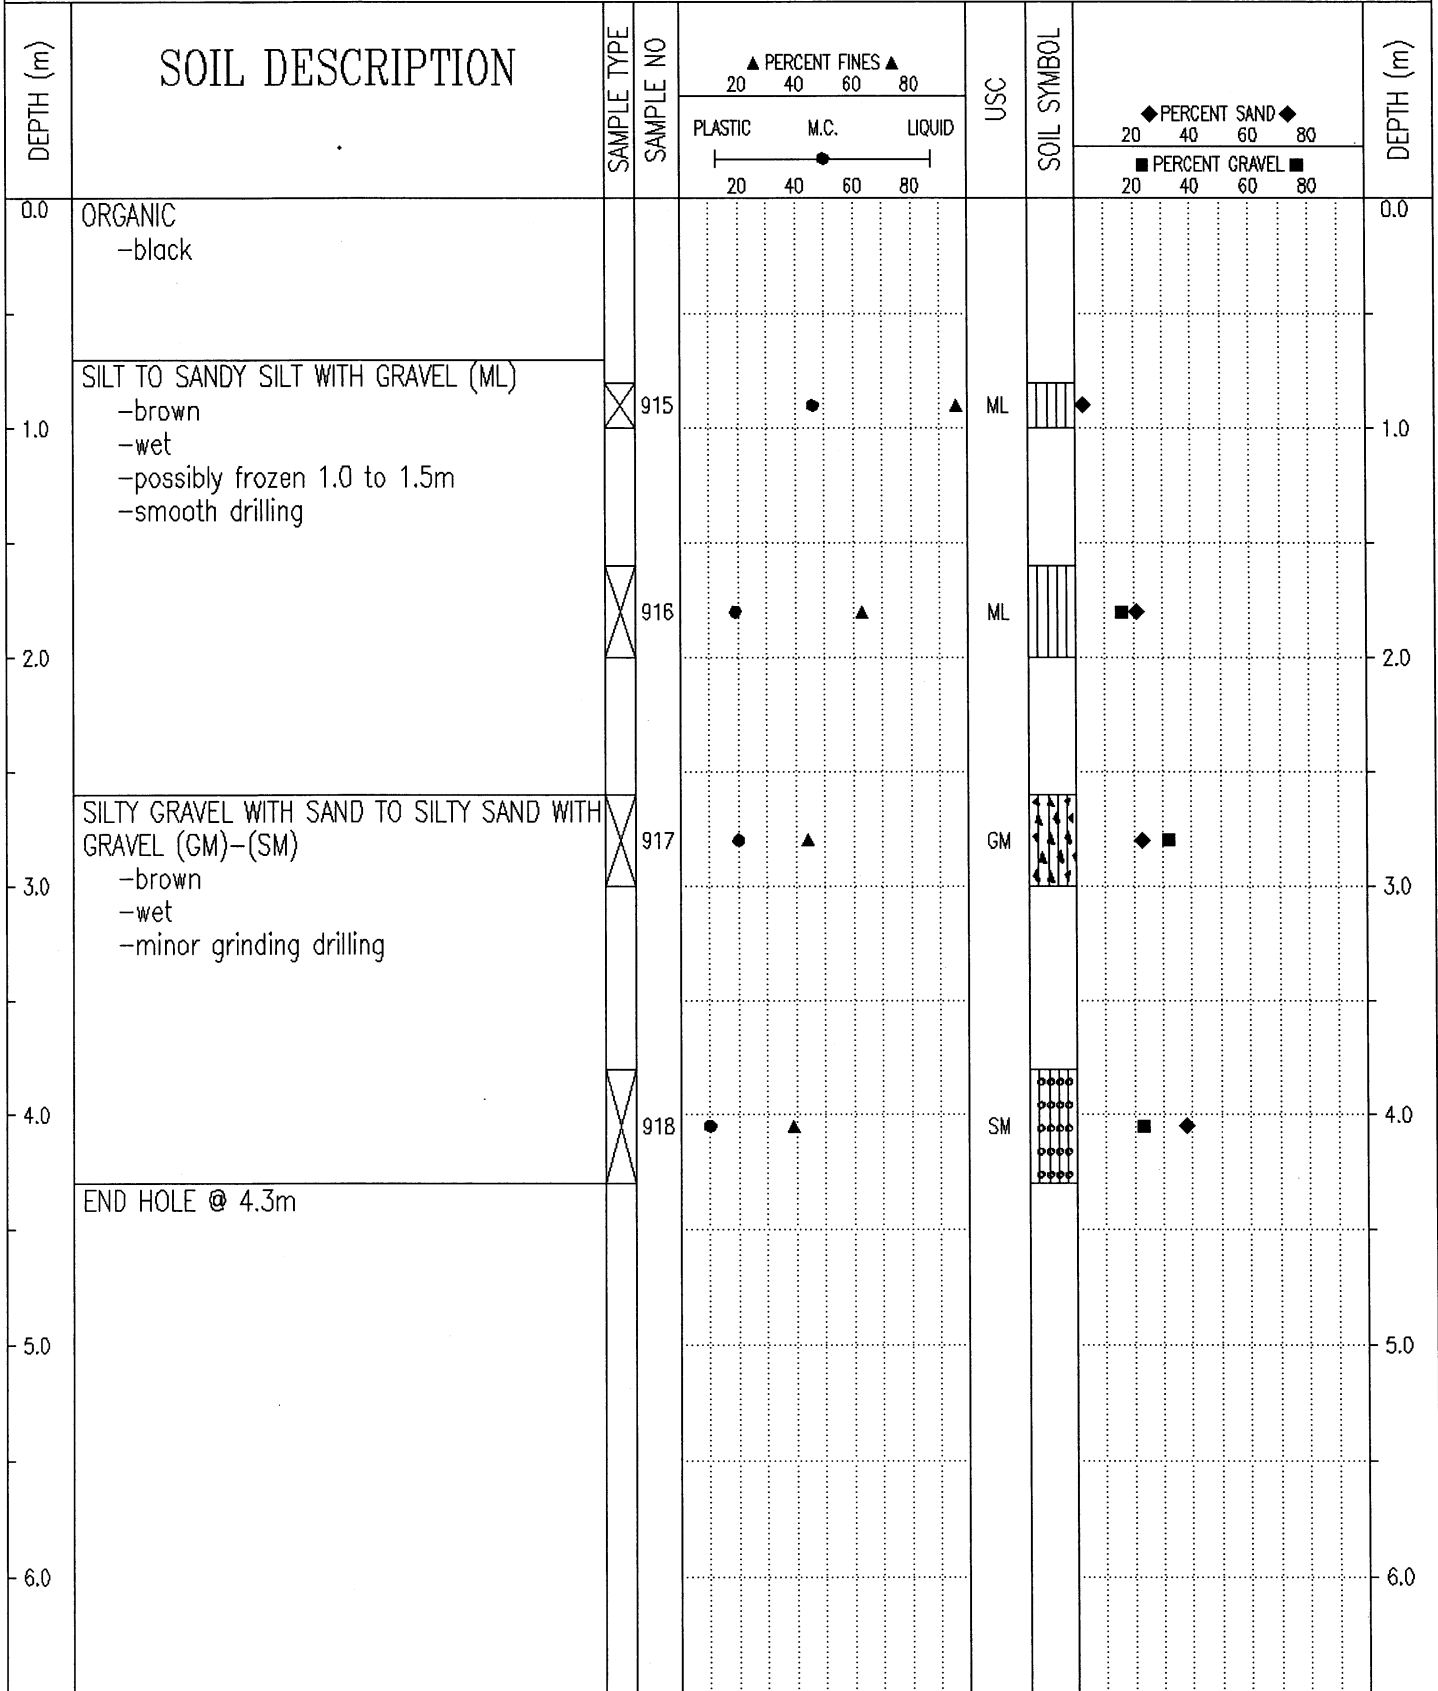 DEPTH (m)
SOIL DESCRIPTION
SAMPLE TYPE
SAMPLE NO
▲ PERCENT FINES ▲
20 40 60 80
PLASTIC M.C. LIQUID
20 40 60 80
USC
SOIL SYMBOL
◆PERCENT SAND◆
20 40 60 80
■ PERCENT GRAVEL ■
20 40 60 80
DEPTH (m)
0.0
ORGANIC
0.0
-black
SILT TO SANDY SILT WITH GRAVEL (ML)
-brown
915
ML
1.0
1.0
-wet
-possibly frozen 1.0 to 1.5m
-smooth drilling
916
ML
2.0
2.0
SILTY GRAVEL WITH SAND TO SILTY SAND WITH
GRAVEL (GM)-(SM)
917
GM
-brown
3.0
3.0
-wet
-minor grinding drilling
4.0
918
SM
4.0
END HOLE @ 4.3m
5.0
5.0
6.0
6.0